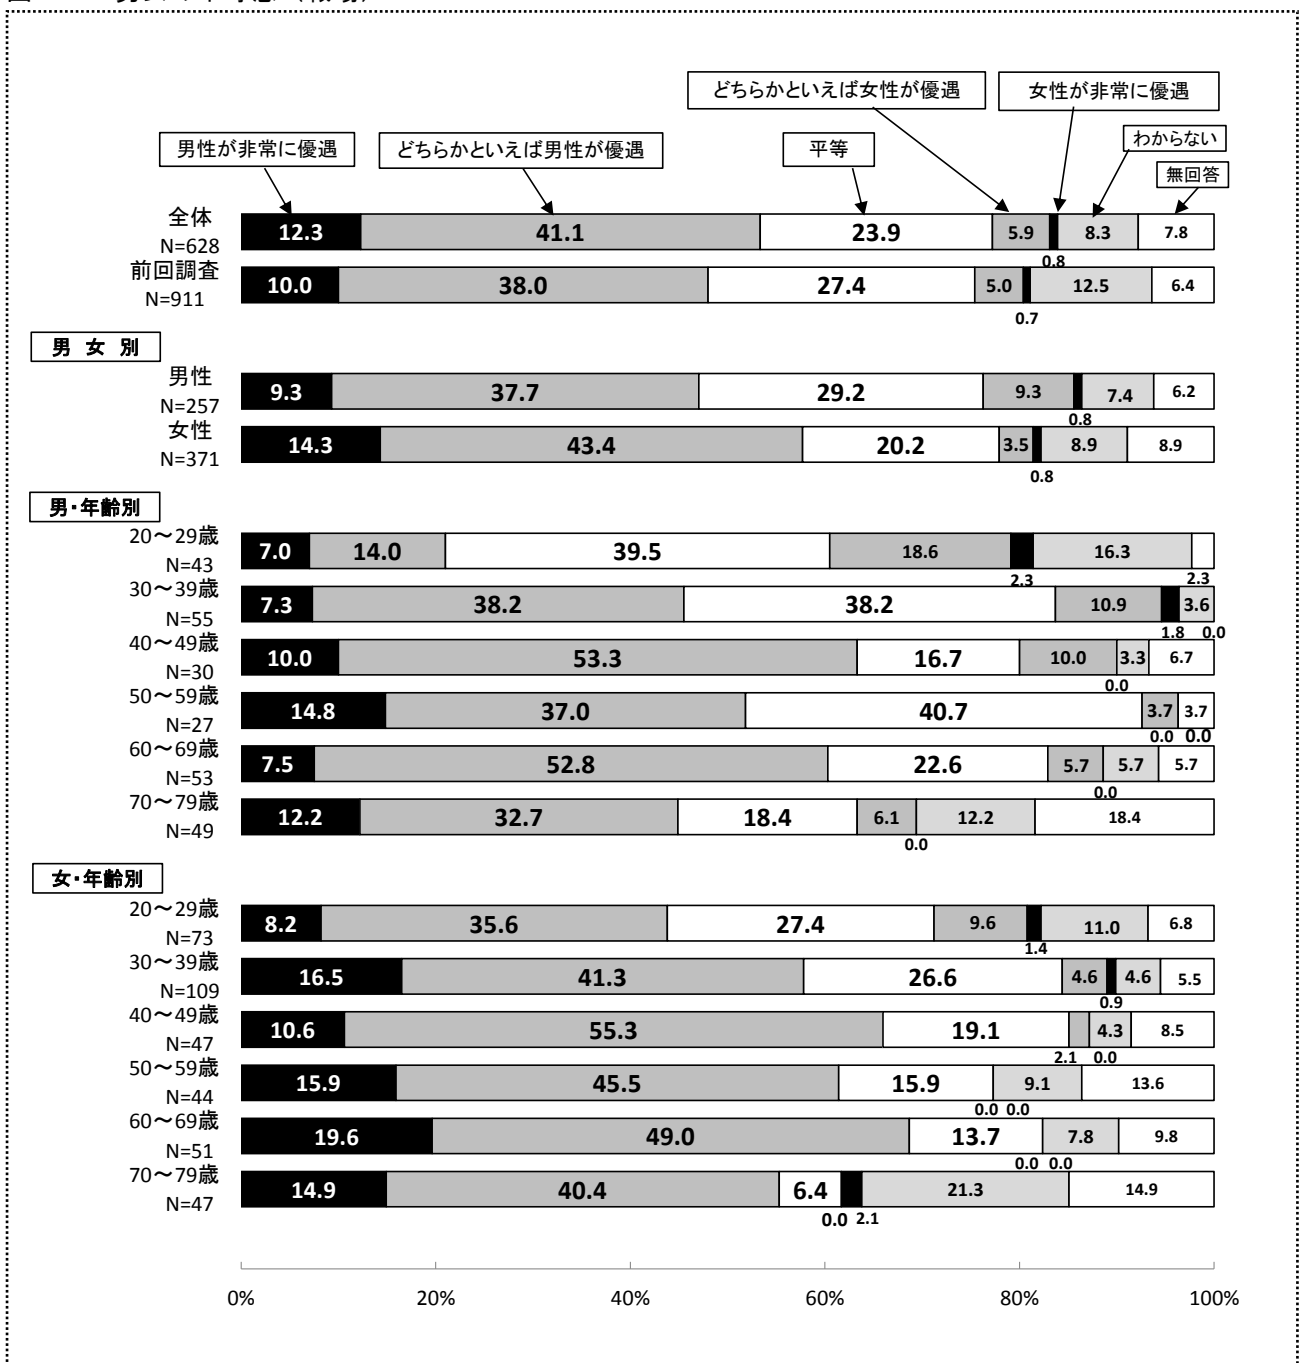 どちらかといえば女性が優遇
女性が非常に優遇
男性が非常に優遇
どちらかといえば男性が優遇
平等
わからない
無回答
全体
N=628
12.3 41.1 23.9 5.9 8.3 7.8
0.8
前回調査
N=911
10.0 38.0 27.4 5.0 12.5 6.4
0.7
男 女 別
男性
N=257
9.3 37.7 29.2 9.3 7.4 6.2
0.8
女性
N=371
14.3 43.4 20.2 3.5 8.9 8.9
0.8
男・年齢別
20～29歳
N=43
7.0 14.0 39.5 18.6 16.3
2.3 2.3
30～39歳
N=55
7.3 38.2 38.2 10.9 3.6
1.8 0.0
40～49歳
N=30
10.0 53.3 16.7 10.0 3.3 6.7
0.0
50～59歳
N=27
14.8 37.0 40.7 3.7 3.7
0.0 0.0
60～69歳
N=53
7.5 52.8 22.6 5.7 5.7 5.7
0.0
70～79歳
N=49
12.2 32.7 18.4 6.1 12.2 18.4
0.0
女・年齢別
20～29歳
N=73
8.2 35.6 27.4 9.6 11.0 6.8
1.4
30～39歳
N=109
16.5 41.3 26.6 4.6 4.6 5.5
0.9
40～49歳
N=47
10.6 55.3 19.1 4.3 8.5
2.1 0.0
50～59歳
N=44
15.9 45.5 15.9 9.1 13.6
0.0 0.0
60～69歳
N=51
19.6 49.0 13.7 7.8 9.8
0.0 0.0
70～79歳
N=47
14.9 40.4 6.4 21.3 14.9
0.0 2.1
0% 20% 40% 60% 80% 100%